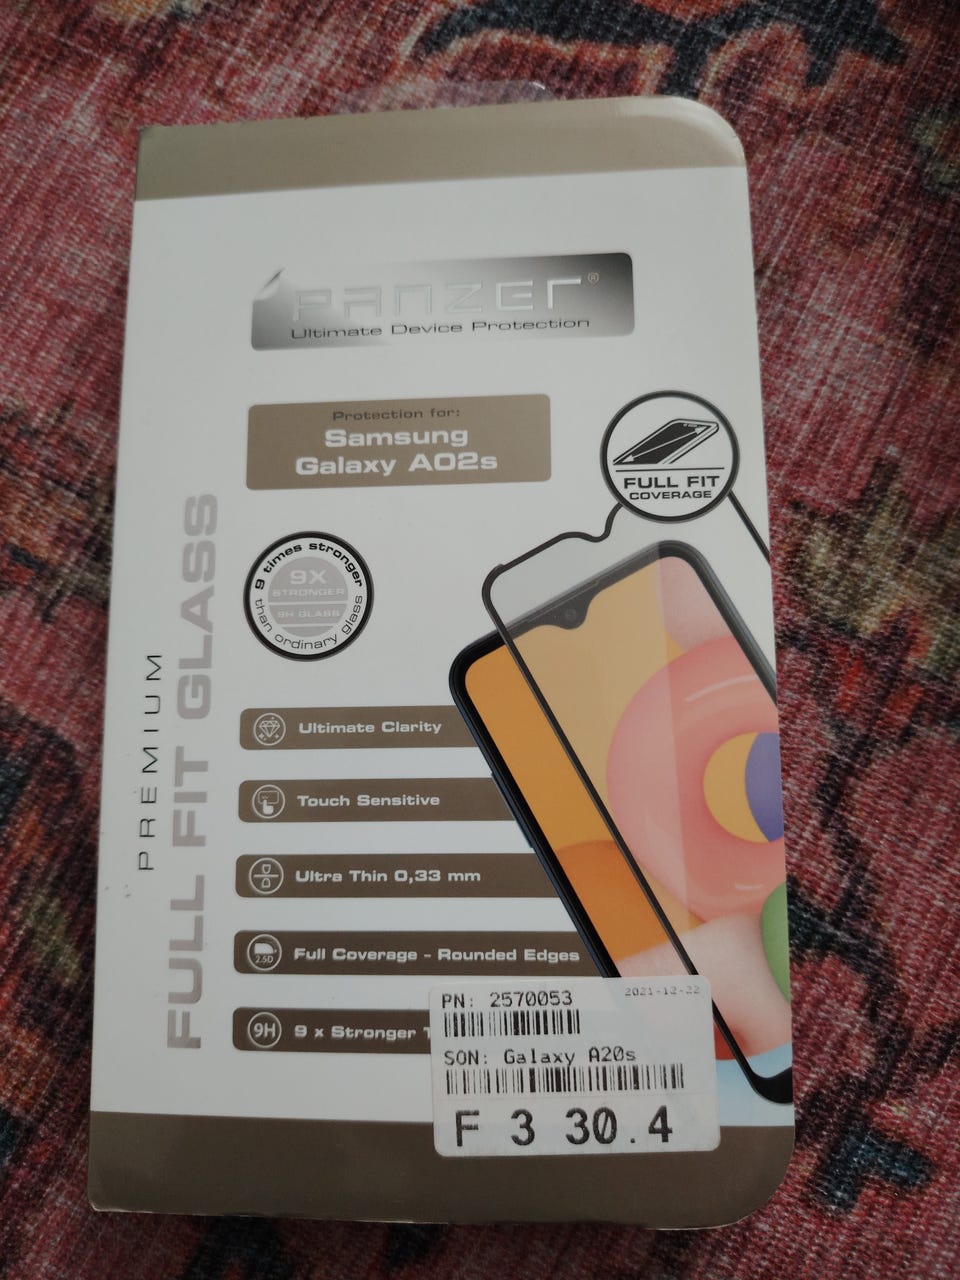 PANZER®
Ultimate Device Protection
Protection for:
Samsung
Galaxy A02s
FULL FIT
COVERAGE
9 times stronger
9X
STRONGER
9H GLASS
than ordinary glass
PREMIUM
FULL FIT GLASS
Ultimate Clarity
Touch Sensitive
Ultra Thin 0,33 mm
2.5D
Full Coverage - Rounded Edges
9H
9 x Stronger
PN: 2570053
2021-12-22
SON: Galaxy A20s
F 3 30.4